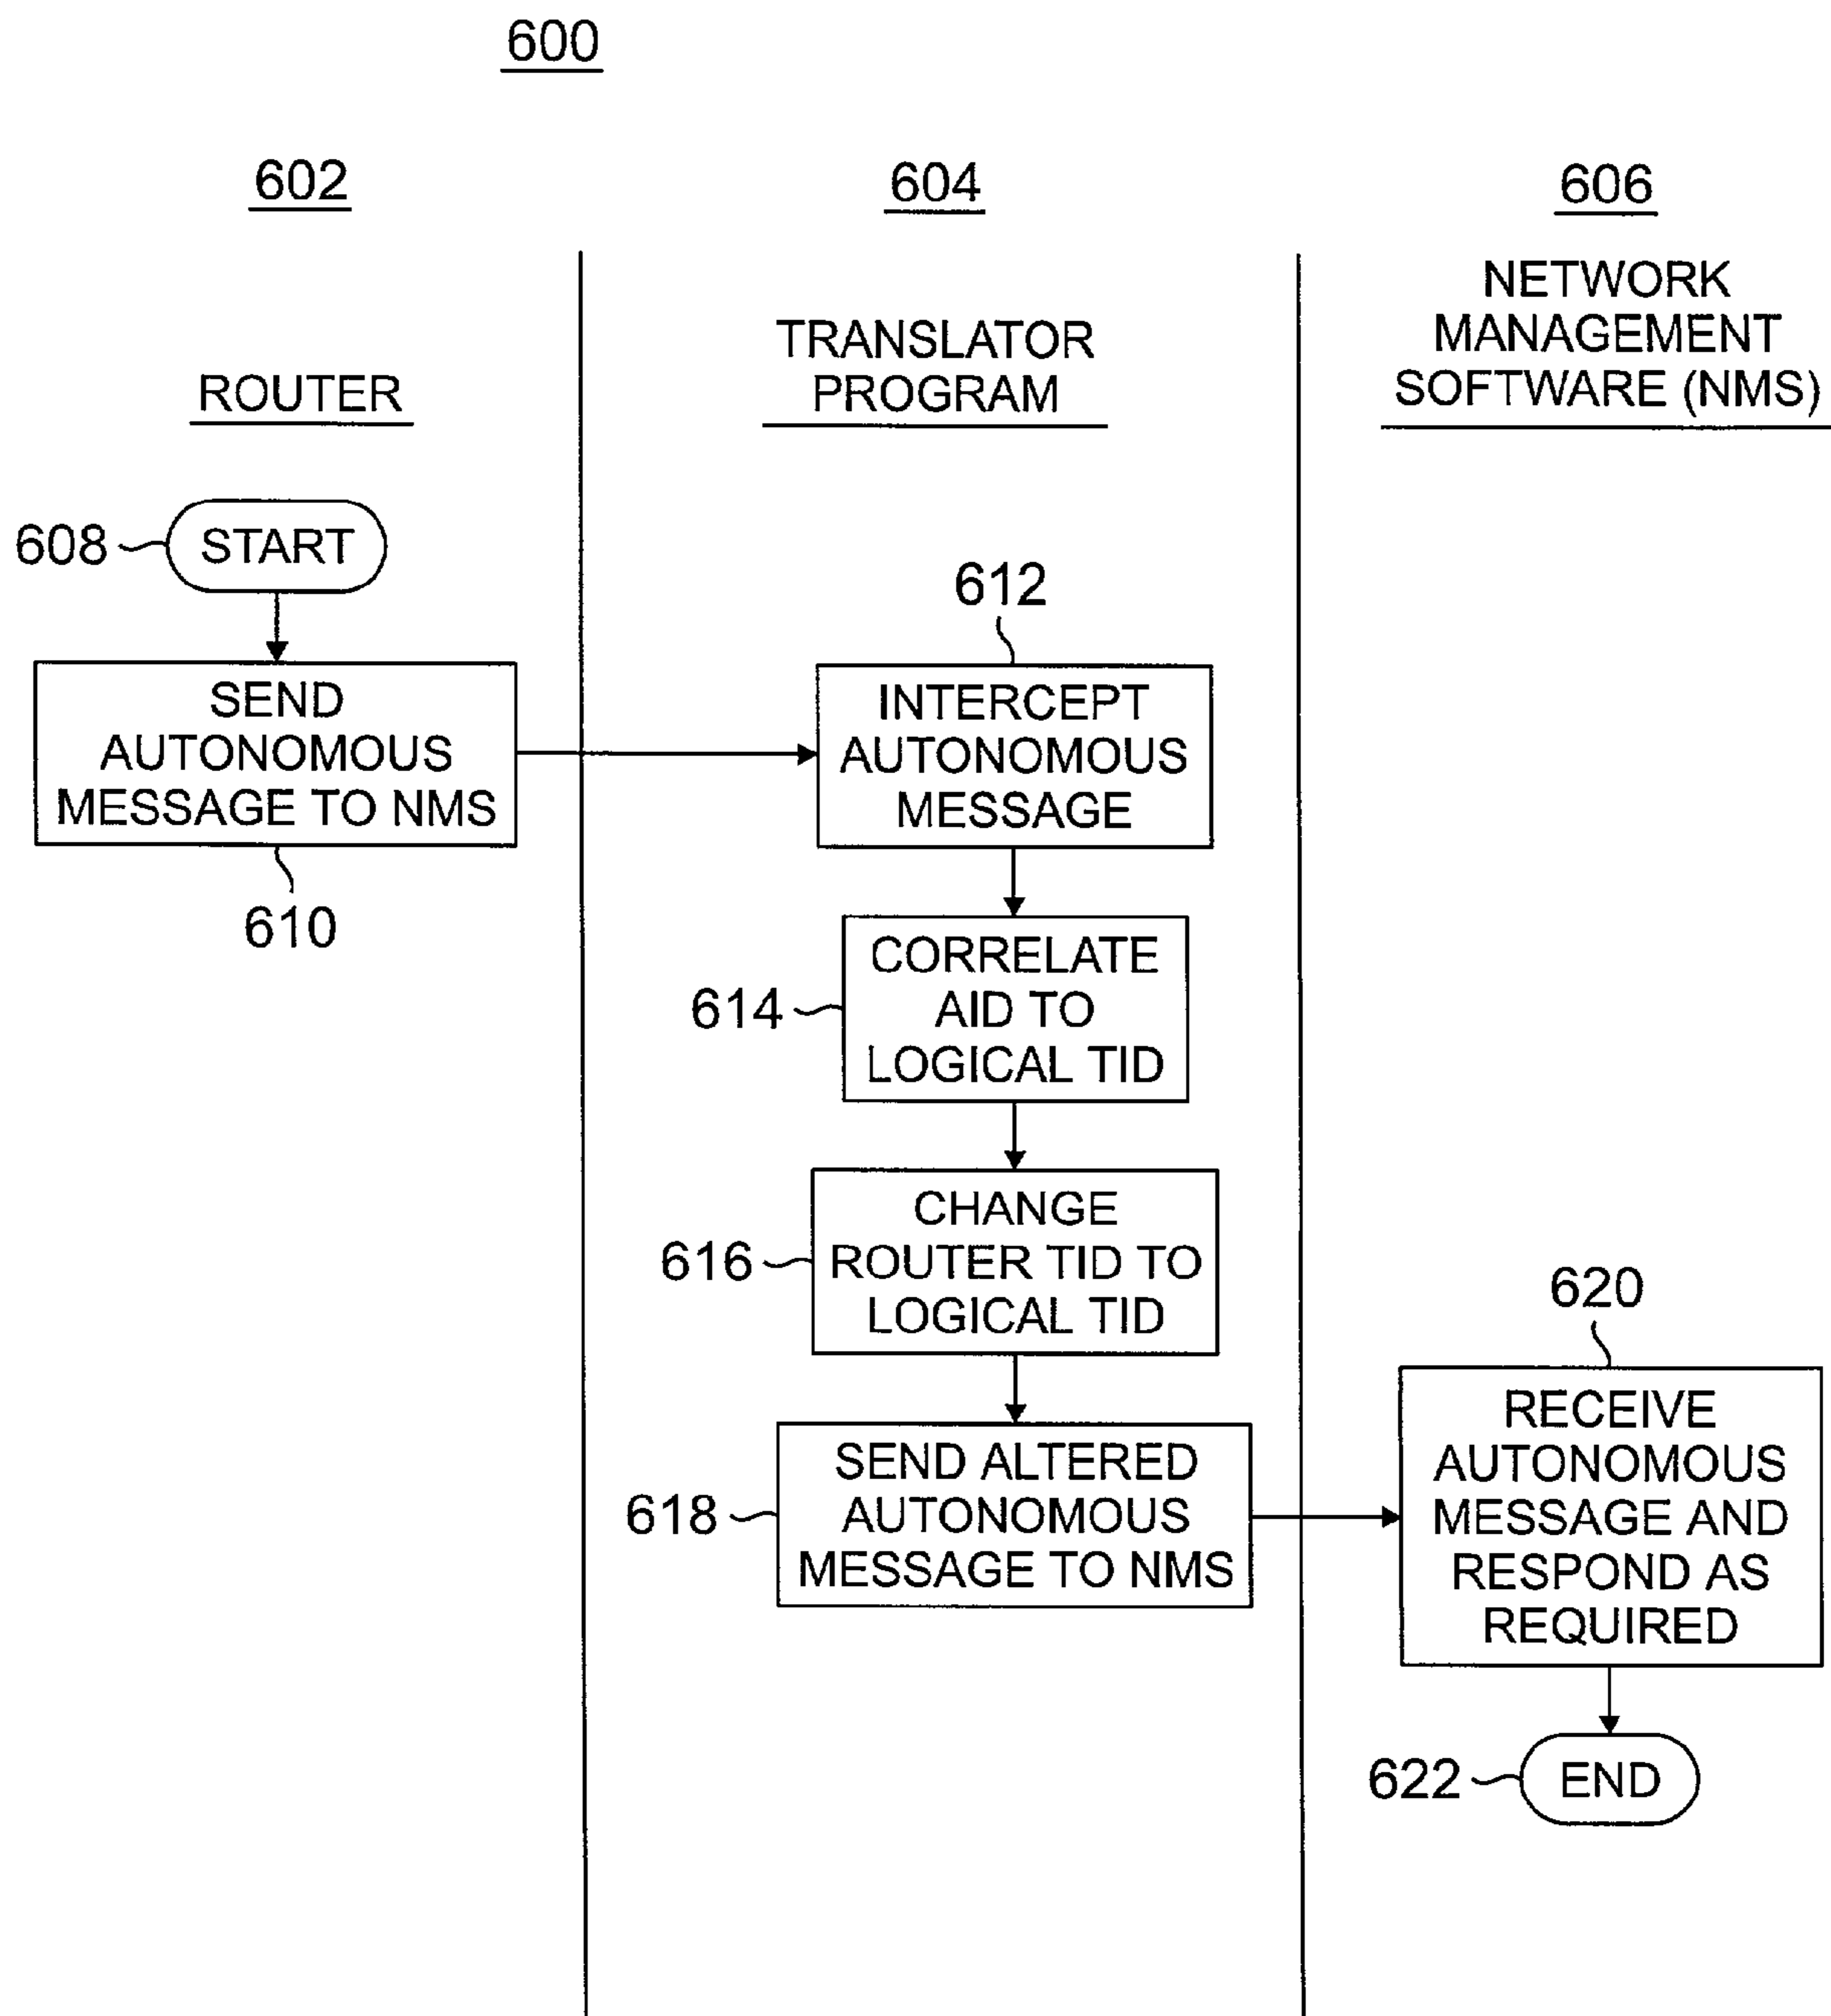 600
602
604
606
ROUTER
TRANSLATOR
PROGRAM
NETWORK
MANAGEMENT
SOFTWARE (NMS)
608
START
SEND
AUTONOMOUS
MESSAGE TO NMS
610
612
INTERCEPT
AUTONOMOUS
MESSAGE
614
CORRELATE
AID TO
LOGICAL TID
616
CHANGE
ROUTER TID TO
LOGICAL TID
618
SEND ALTERED
AUTONOMOUS
MESSAGE TO NMS
620
RECEIVE
AUTONOMOUS
MESSAGE AND
RESPOND AS
REQUIRED
622
END